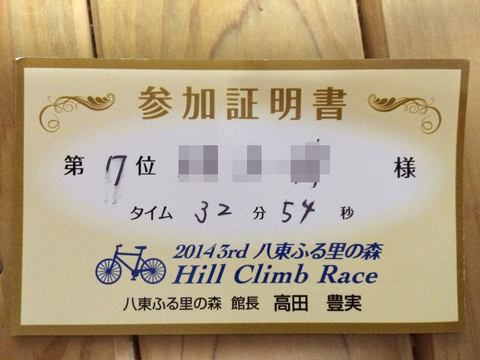 参加証明書
第 17 位 様
タイム 32 分 54 秒
2014 3rd 八東ふる里の森
Hill Climb Race
八東ふる里の森 館長 高田 豊実